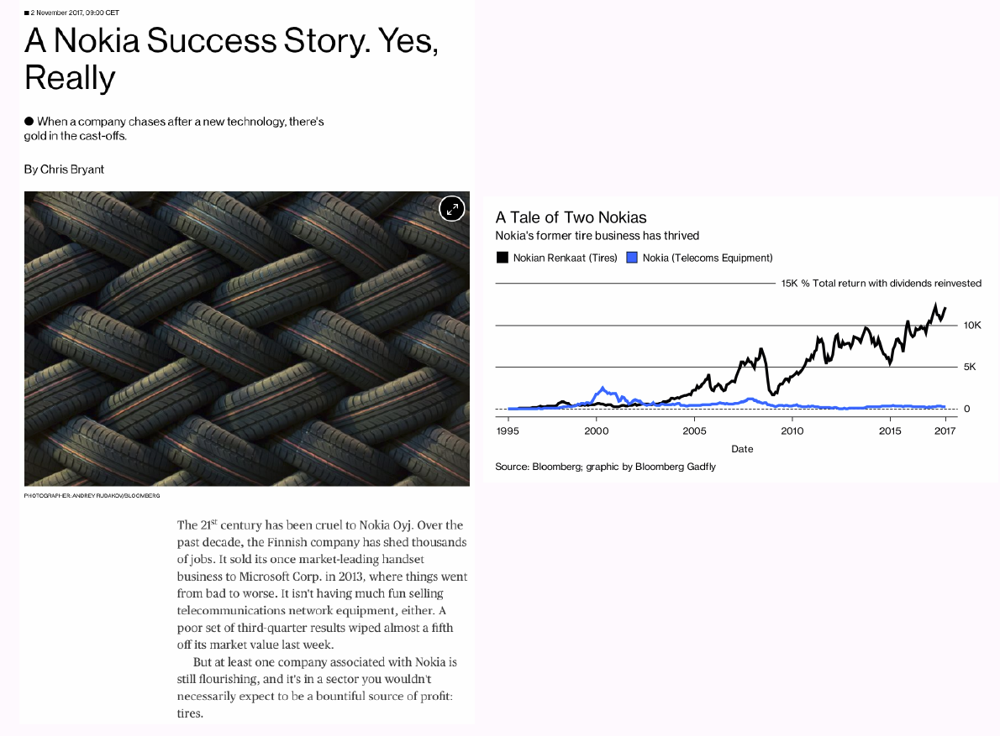 2 November 2017, 09:00 CET
A Nokia Success Story. Yes,
Really
When a company chases after a new technology, there's
gold in the cast-offs.
By Chris Bryant
PHOTOGRAPHER: ANDREY RUDAKOV/BLOOMBERG
The 21st century has been cruel to Nokia Oyj. Over the
past decade, the Finnish company has shed thousands
of jobs. It sold its once market-leading handset
business to Microsoft Corp. in 2013, where things went
from bad to worse. It isn't having much fun selling
telecommunications network equipment, either. A
poor set of third-quarter results wiped almost a fifth
off its market value last week.
But at least one company associated with Nokia is
still flourishing, and it's in a sector you wouldn't
necessarily expect to be a bountiful source of profit:
tires.
A Tale of Two Nokias
Nokia's former tire business has thrived
Nokian Renkaat (Tires) Nokia (Telecoms Equipment)
15K % Total return with dividends reinvested
10K
5K
0
1995 2000 2005 2010 2015 2017
Date
Source: Bloomberg; graphic by Bloomberg Gadfly